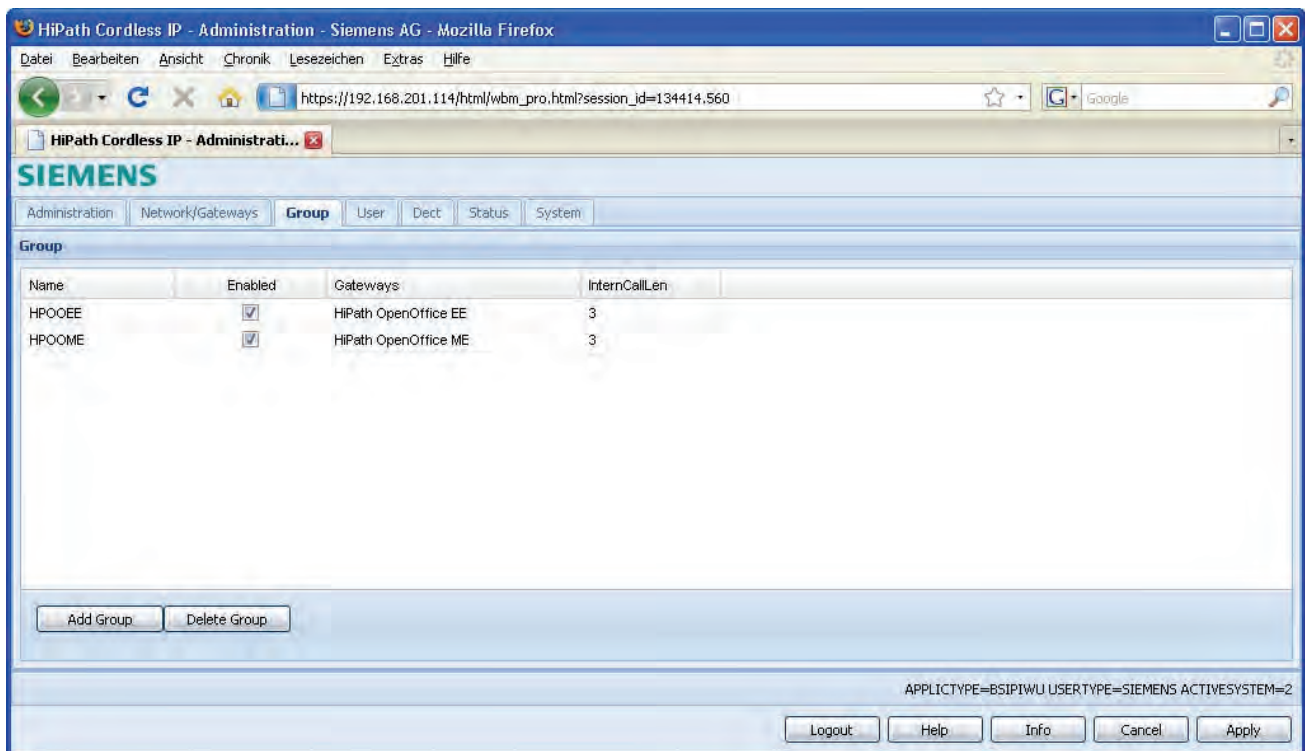 HiPath Cordless IP - Administration - Siemens AG - Mozilla Firefox
Datei Bearbeiten Ansicht Chronik Lesezeichen Extras Hilfe
https://192.168.201.114/html/wbm_pro.html?session_id=134414.560 G Google
HiPath Cordless IP - Administrati...
SIEMENS
Administration Network/Gateways Group User Dect Status System
Group
Name Enabled Gateways InternCallLen
HPOOEE HiPath OpenOffice EE 3
HPOOME HiPath OpenOffice ME 3
Add Group Delete Group
APPLICTYPE=BSIPIWU USERTYPE=SIEMENS ACTIVESYSTEM=2
Logout Help Info Cancel Apply